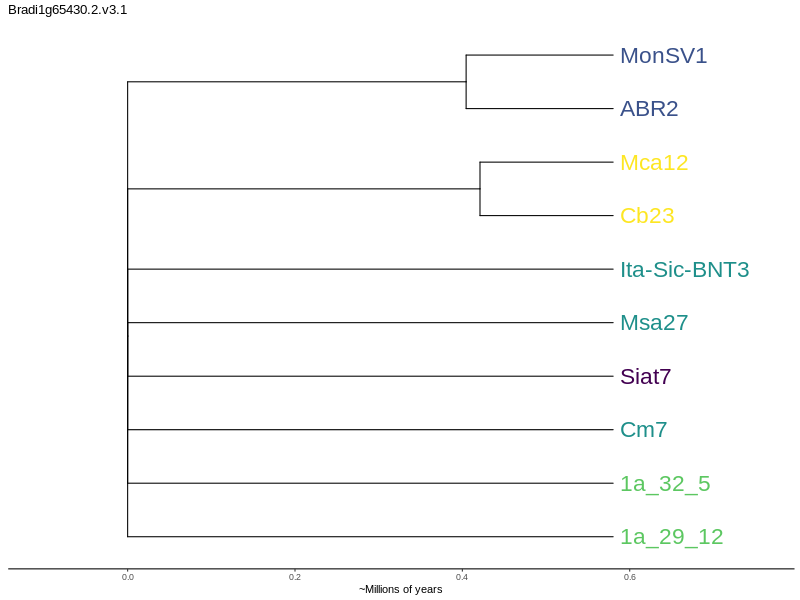 Bradi1g65430.2.v3.1
MonSV1
ABR2
Mca12
Cb23
Ita-Sic-BNT3
Msa27
Siat7
Cm7
1a_32_5
1a_29_12
0.0 0.2 0.4 0.6
~Millions of years